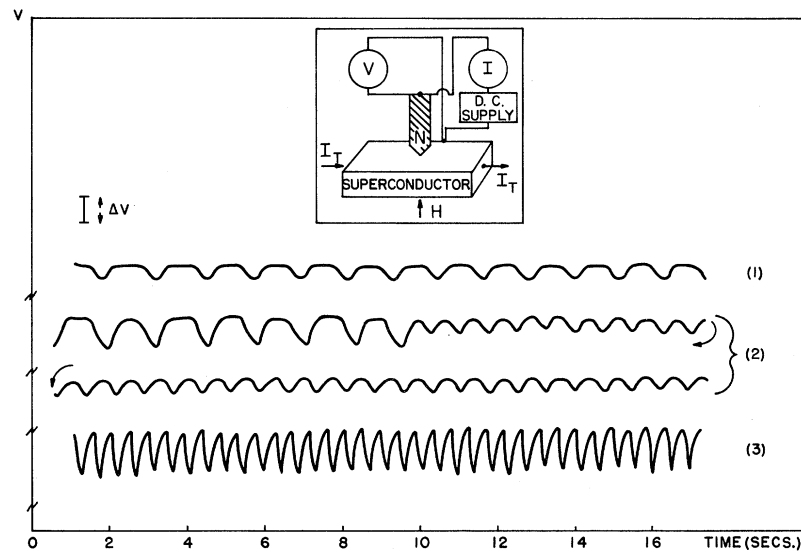 V
V
I
D. C.
SUPPLY
N
I_T
SUPERCONDUCTOR
I_T
H
ΔV
(1)
(2)
(3)
0 2 4 6 8 10 12 14 16 TIME (SECS.)